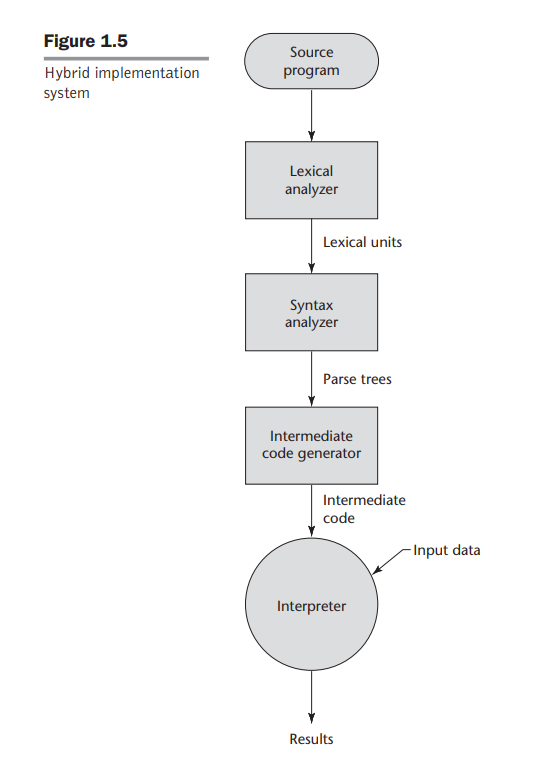 Figure 1.5
Hybrid implementation
system
Source
program
Lexical
analyzer
Lexical units
Syntax
analyzer
Parse trees
Intermediate
code generator
Intermediate
code
Input data
Interpreter
Results